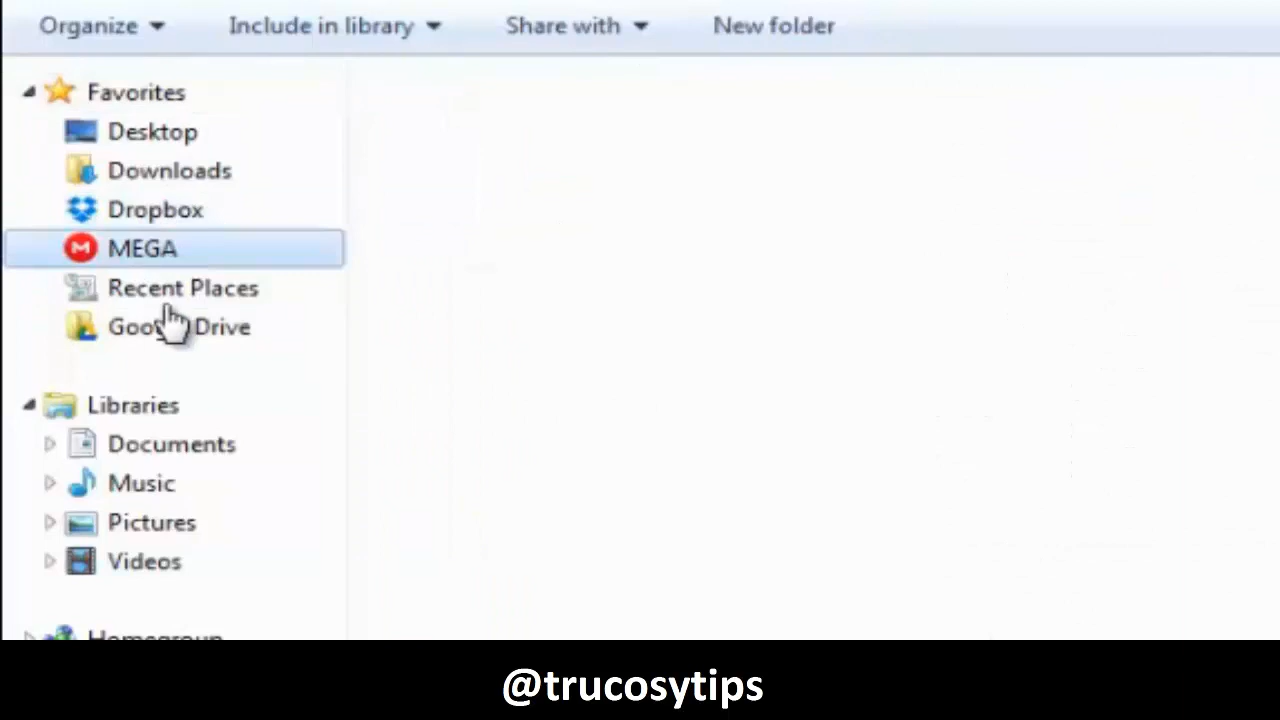 Organize Include in library Share with New folder
Favorites
Desktop
Downloads
Dropbox
MEGA
Recent Places
Drive
Libraries
Documents
Music
Pictures
Videos
Homegroup
@trucosytips